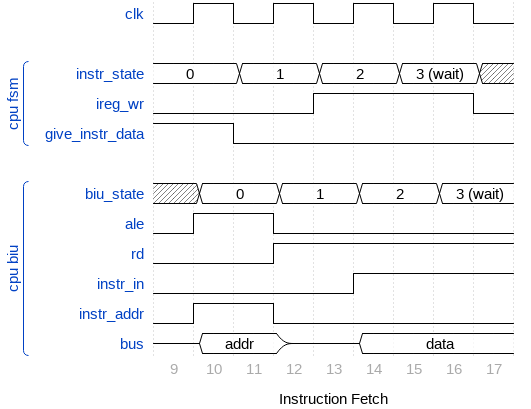 clk
cpu fsm
instr_state 0 1 2 3 (wait)
ireg_wr
give_instr_data
cpu biu
biu_state 0 1 2 3 (wait)
ale
rd
instr_in
instr_addr
bus addr data
9 10 11 12 13 14 15 16 17
Instruction Fetch